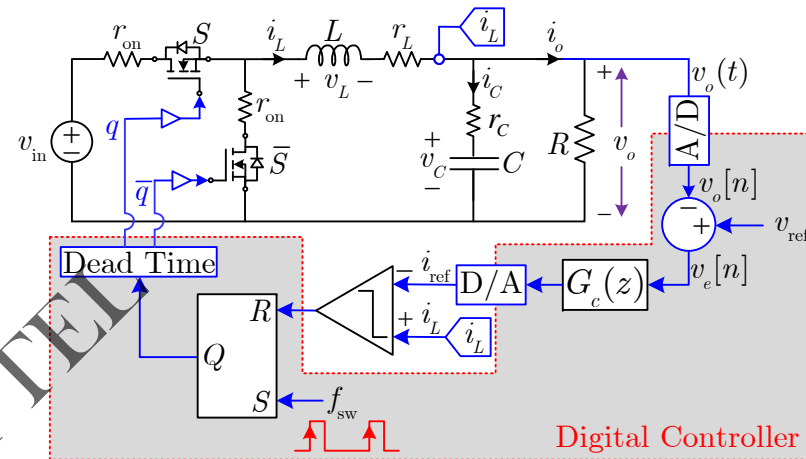 r_on
S
i_L
L
r_L
i_L
i_o
+ v_L −
i_C
+
v_o(t)
r_on
v_in
+
−
q
q̅
S̅
r_C
+
v_C
−
C
R
v_o
−
A/D
v_o[n]
−
+
v_ref
v_e[n]
Dead Time
i_ref
−
D/A
G_c(z)
+
i_L
i_L
R
Q
S
f_sw
TEL
Digital Controller